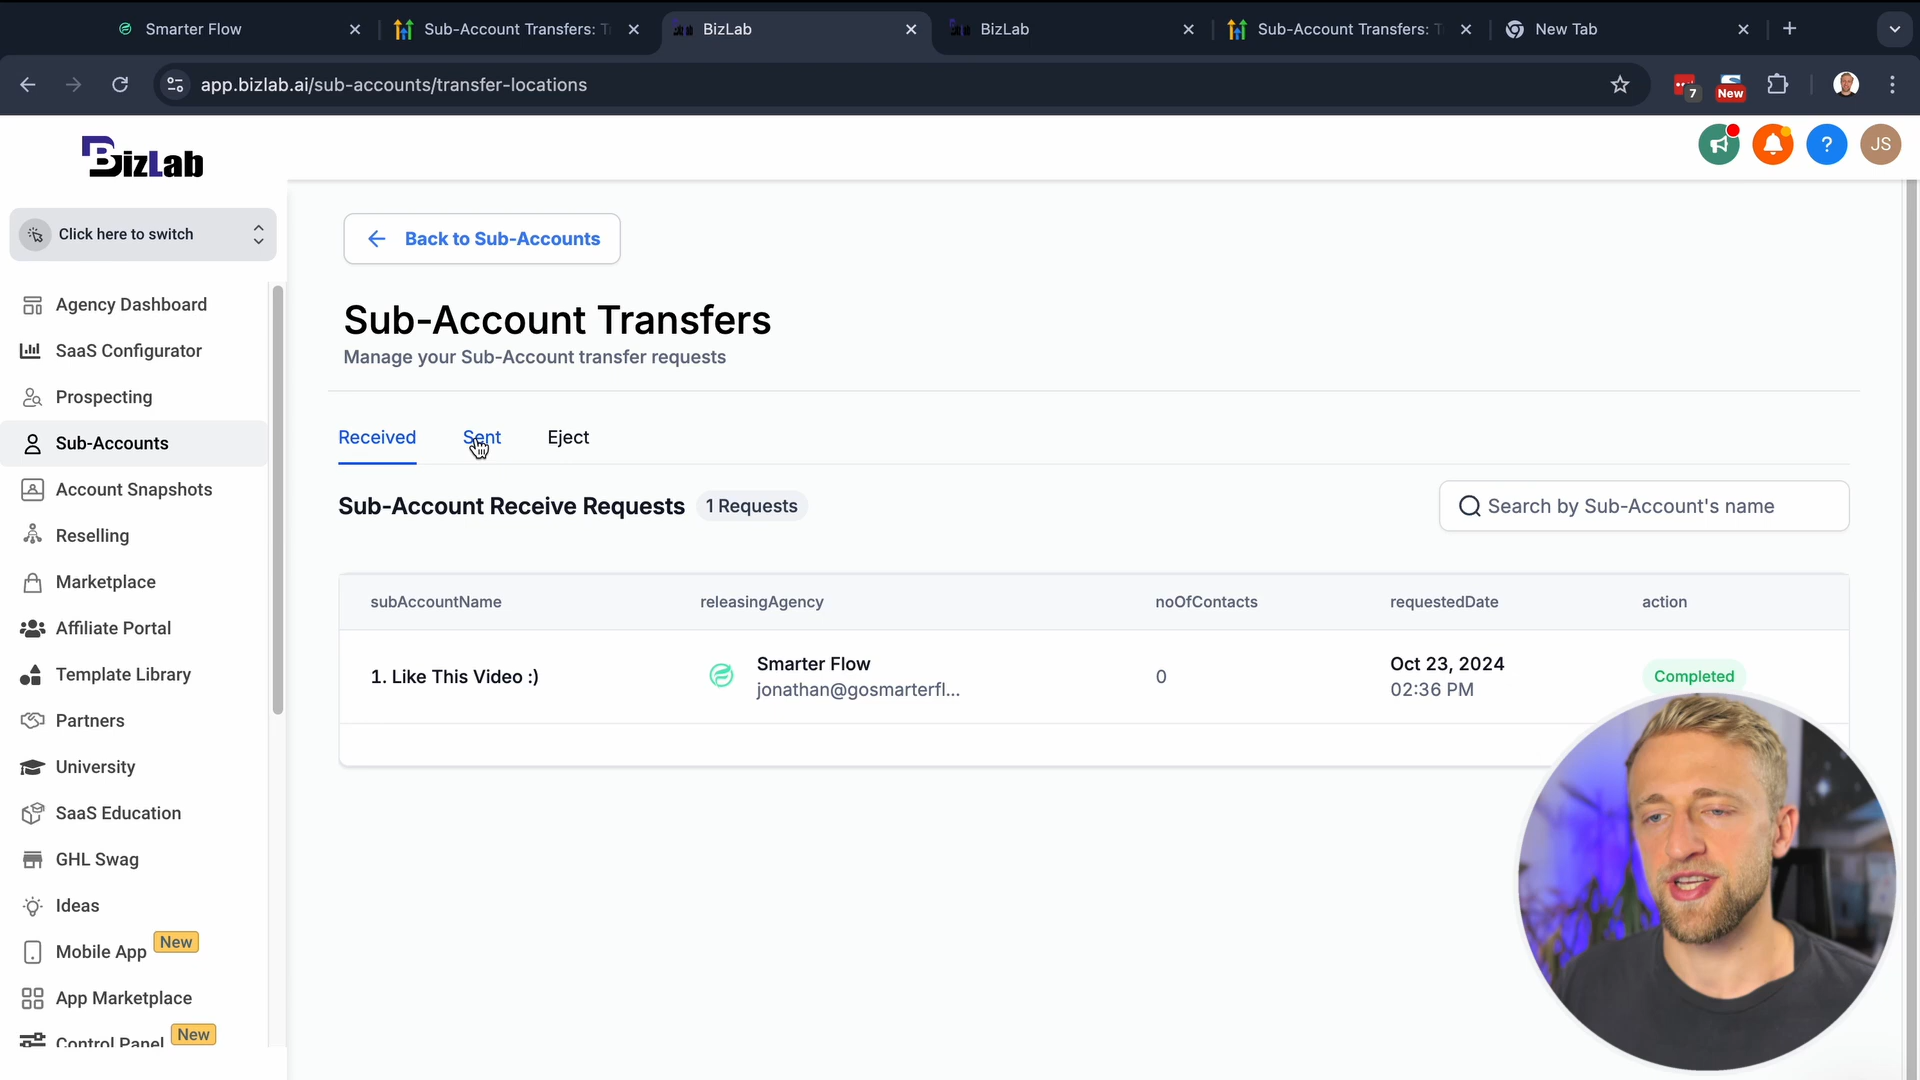 Smarter Flow
Sub-Account Transfers: T
BizLab
BizLab
Sub-Account Transfers: T
New Tab
app.bizlab.ai/sub-accounts/transfer-locations
7
New
BizLab
JS
?
Click here to switch
Agency Dashboard
SaaS Configurator
Prospecting
Sub-Accounts
Account Snapshots
Reselling
Marketplace
Affiliate Portal
Template Library
Partners
University
SaaS Education
GHL Swag
Ideas
Mobile App New
App Marketplace
Control Panel New
Back to Sub-Accounts
Sub-Account Transfers
Manage your Sub-Account transfer requests
Received Sent Eject
Sub-Account Receive Requests 1 Requests
Search by Sub-Account's name
subAccountName releasingAgency noOfContacts requestedDate action
1. Like This Video :) Smarter Flow 0 Oct 23, 2024 Completed
jonathan@gosmarterfl... 02:36 PM